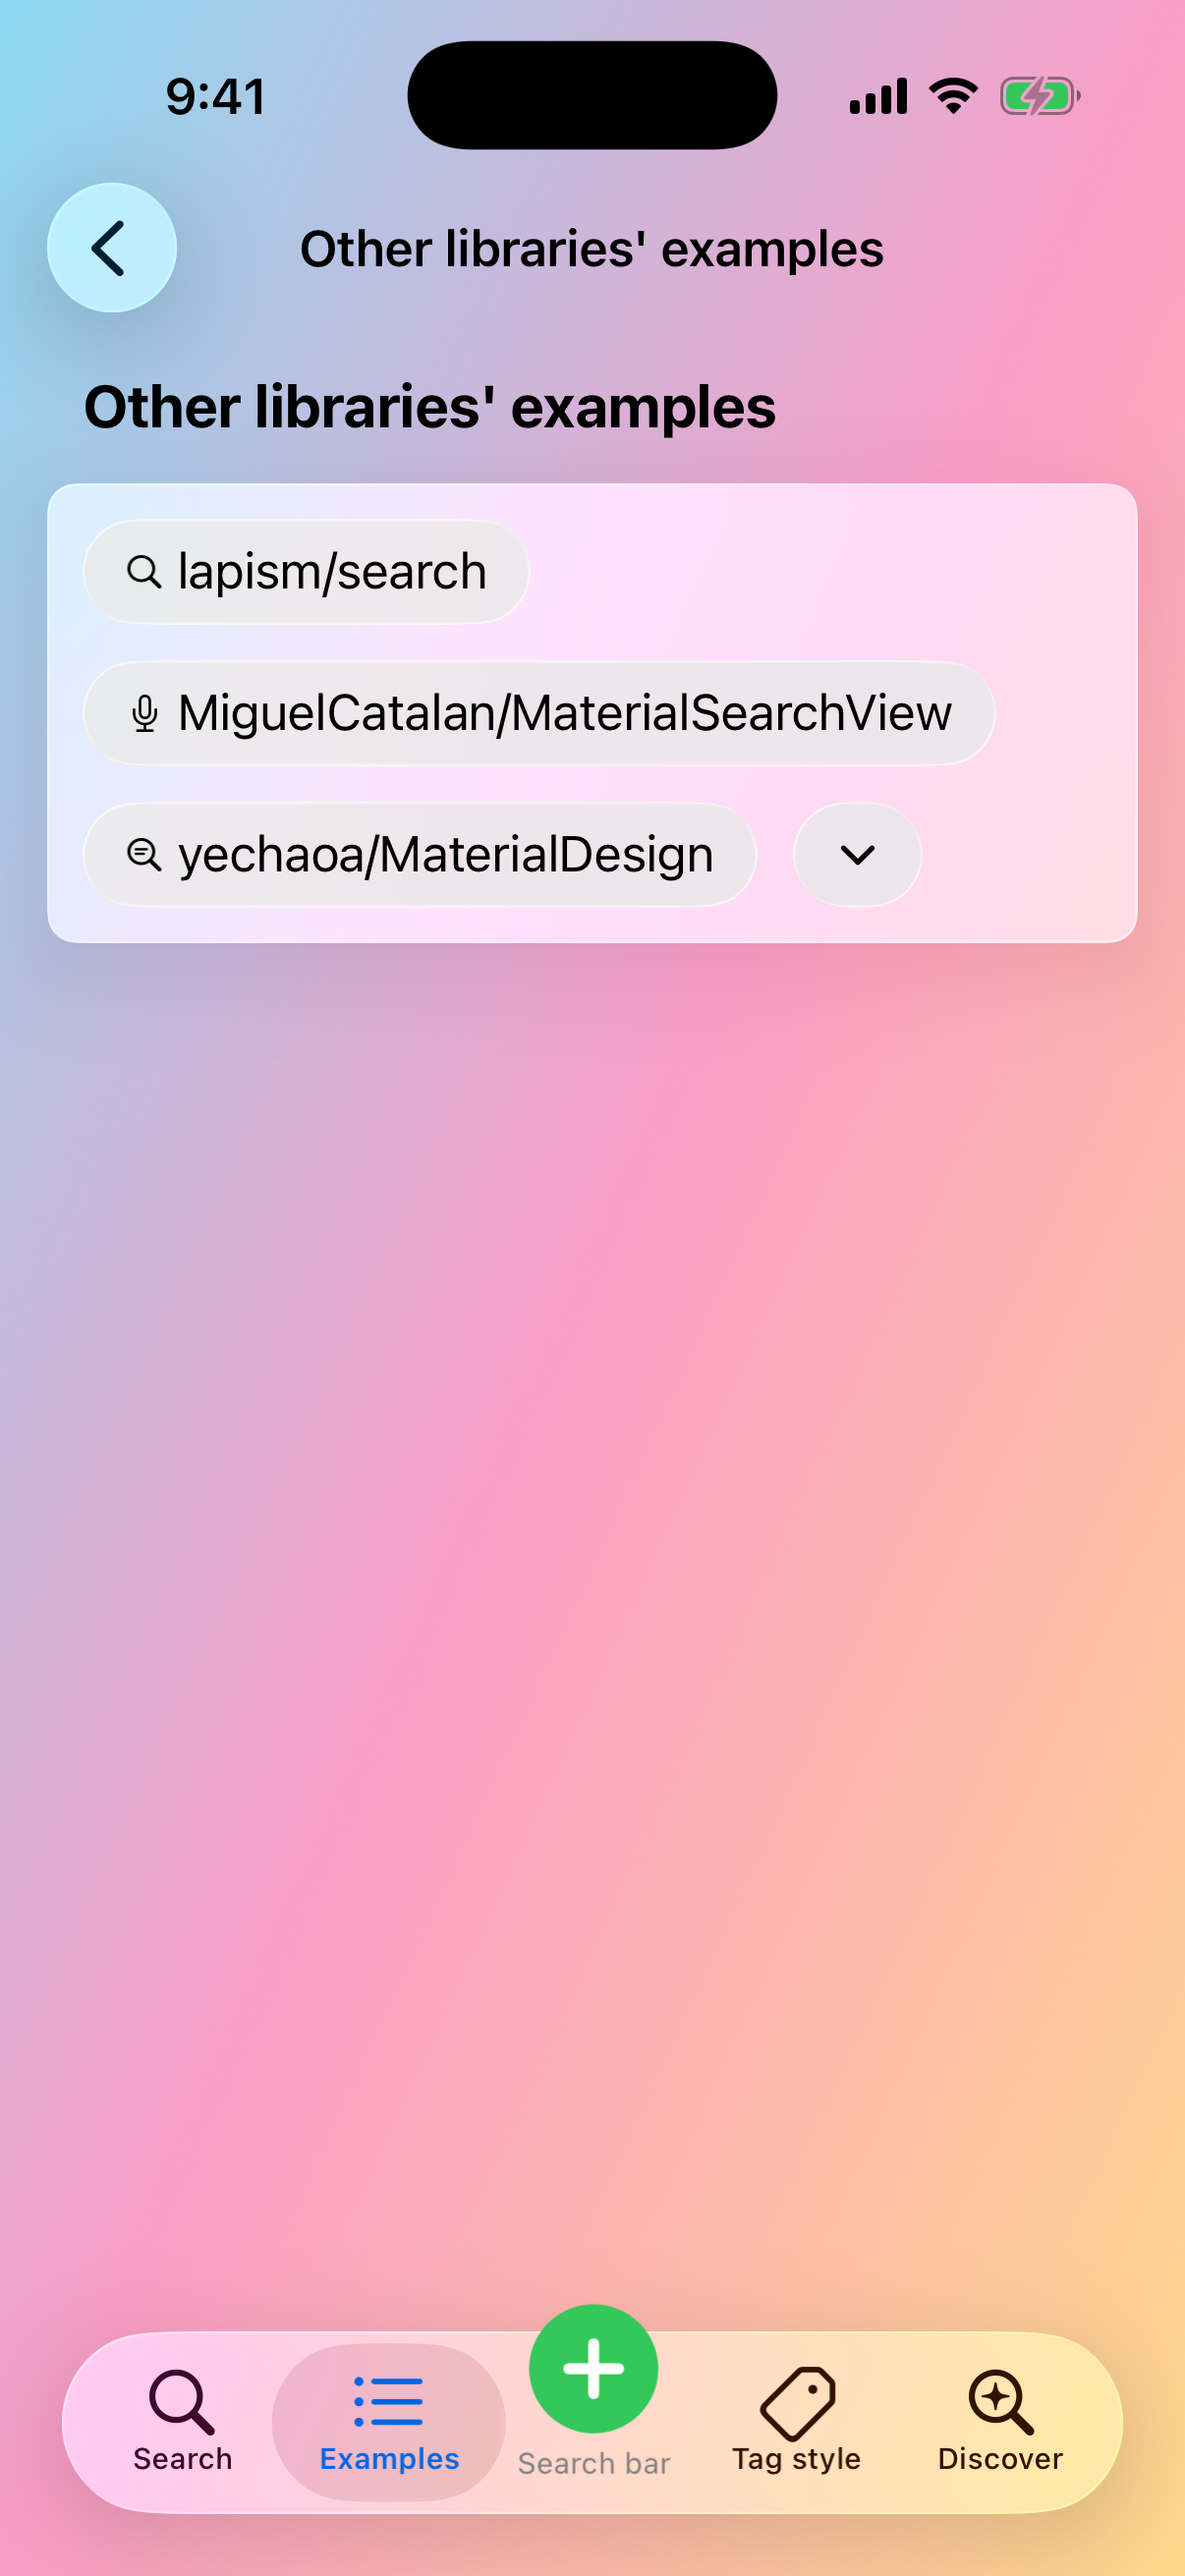 9:41
Other libraries' examples
Other libraries' examples
lapism/search
MiguelCatalan/MaterialSearchView
yechaoa/MaterialDesign
Search
Examples
Search bar
Tag style
Discover